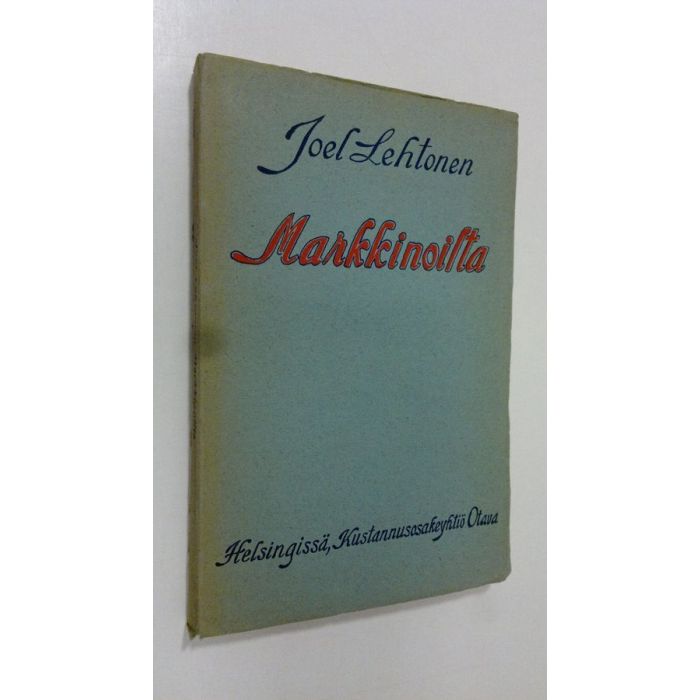 Joel Lehtonen
Markkinoilta
Helsingissä, Kustannusosakeyhtiö Otava